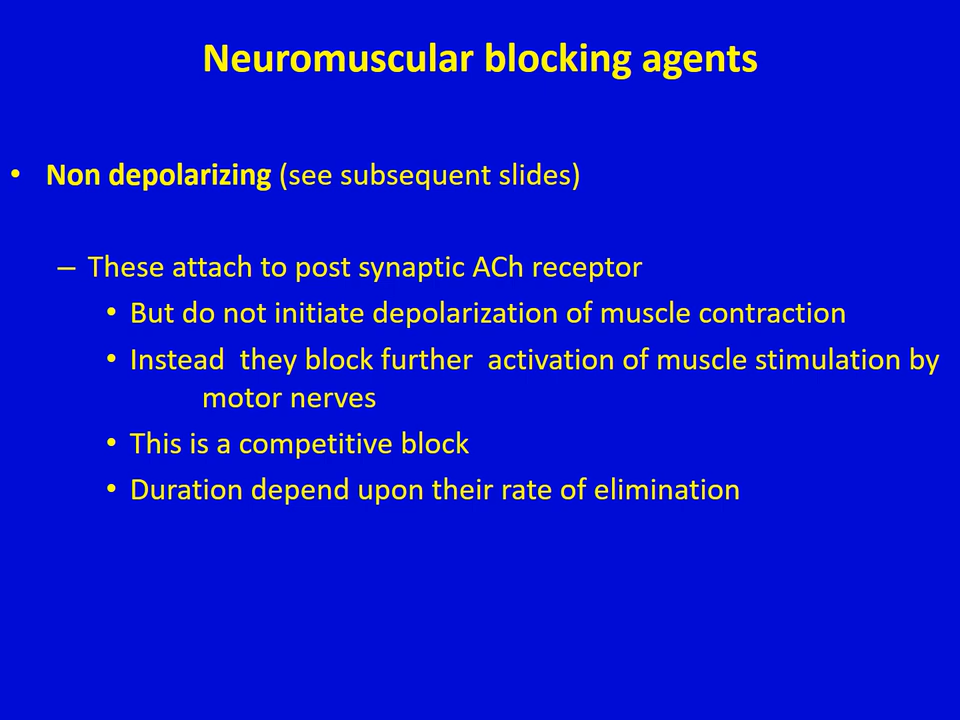 Neuromuscular blocking agents
• Non depolarizing (see subsequent slides)
– These attach to post synaptic ACh receptor
• But do not initiate depolarization of muscle contraction
• Instead  they block further  activation of muscle stimulation by
motor nerves
• This is a competitive block
• Duration depend upon their rate of elimination